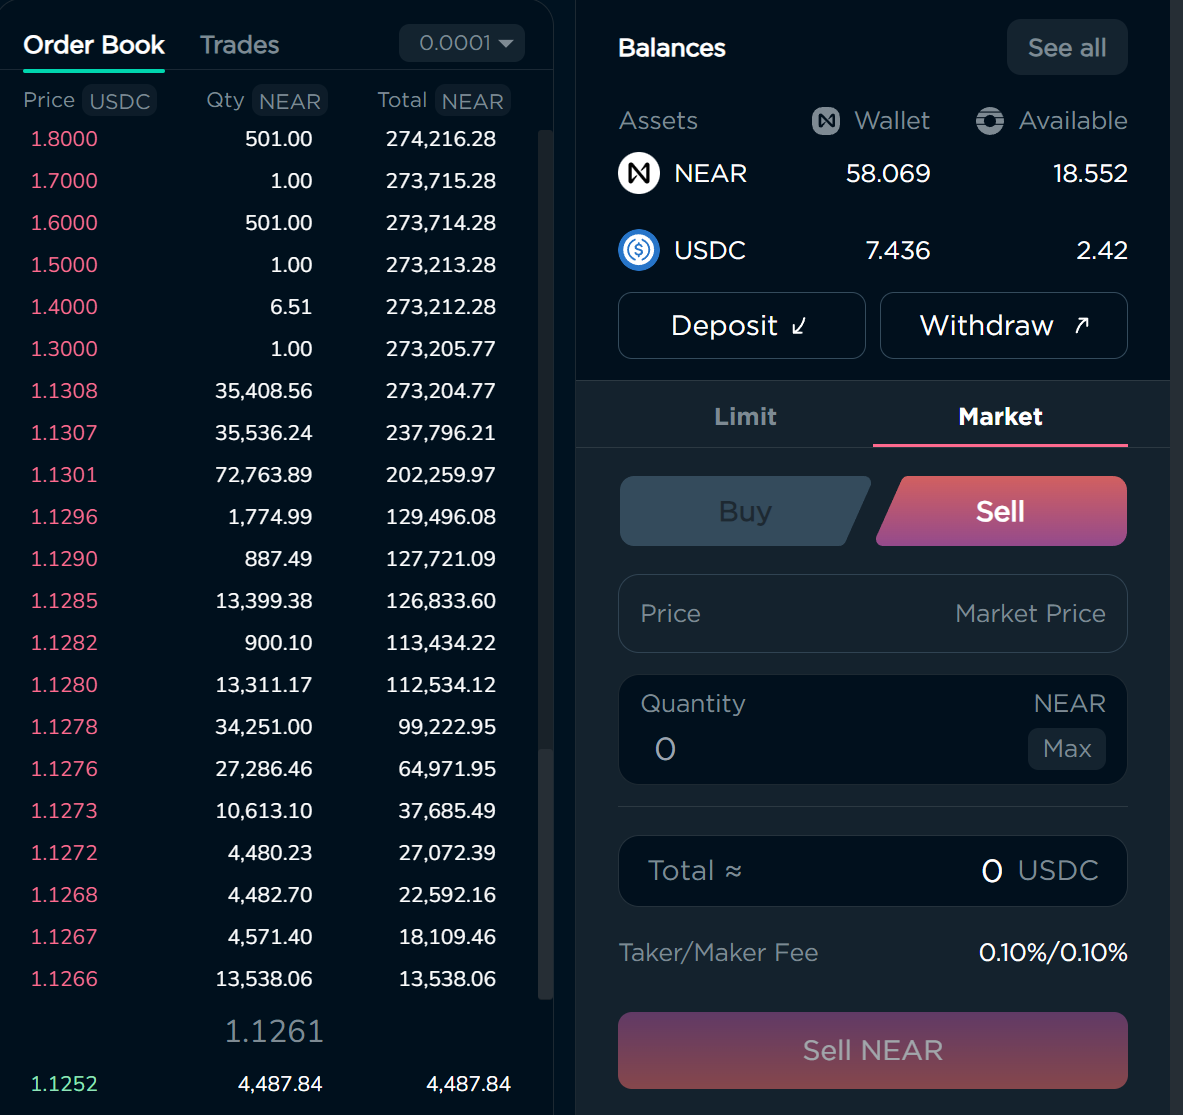 Order Book Trades 0.0001
Price USDC Qty NEAR Total NEAR
1.8000 501.00 274,216.28
1.7000 1.00 273,715.28
1.6000 501.00 273,714.28
1.5000 1.00 273,213.28
1.4000 6.51 273,212.28
1.3000 1.00 273,205.77
1.1308 35,408.56 273,204.77
1.1307 35,536.24 237,796.21
1.1301 72,763.89 202,259.97
1.1296 1,774.99 129,496.08
1.1290 887.49 127,721.09
1.1285 13,399.38 126,833.60
1.1282 900.10 113,434.22
1.1280 13,311.17 112,534.12
1.1278 34,251.00 99,222.95
1.1276 27,286.46 64,971.95
1.1273 10,613.10 37,685.49
1.1272 4,480.23 27,072.39
1.1268 4,482.70 22,592.16
1.1267 4,571.40 18,109.46
1.1266 13,538.06 13,538.06
1.1261
1.1252 4,487.84 4,487.84
Balances See all
Assets Wallet Available
NEAR 58.069 18.552
USDC 7.436 2.42
Deposit Withdraw
Limit Market
Buy Sell
Price Market Price
Quantity NEAR
0 Max
Total ≈ 0 USDC
Taker/Maker Fee 0.10%/0.10%
Sell NEAR